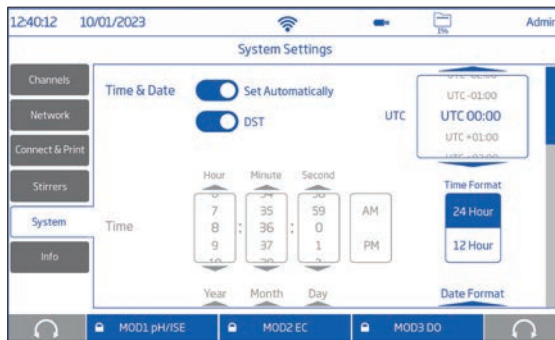 12:40:12 10/01/2023 1% Admin
System Settings
Channels
Network
Connect & Print
Stirrers
System
Info
Time & Date
Set Automatically
DST
UTC
UTC-01:00
UTC 00:00
UTC +01:00
Hour Minute Second
7 35 59
Time 8 : 36 : 0
9 37 1
AM
PM
Time Format
24 Hour
12 Hour
Year Month Day
Date Format
MOD1 pH/ISE MOD2 EC MOD3 DO